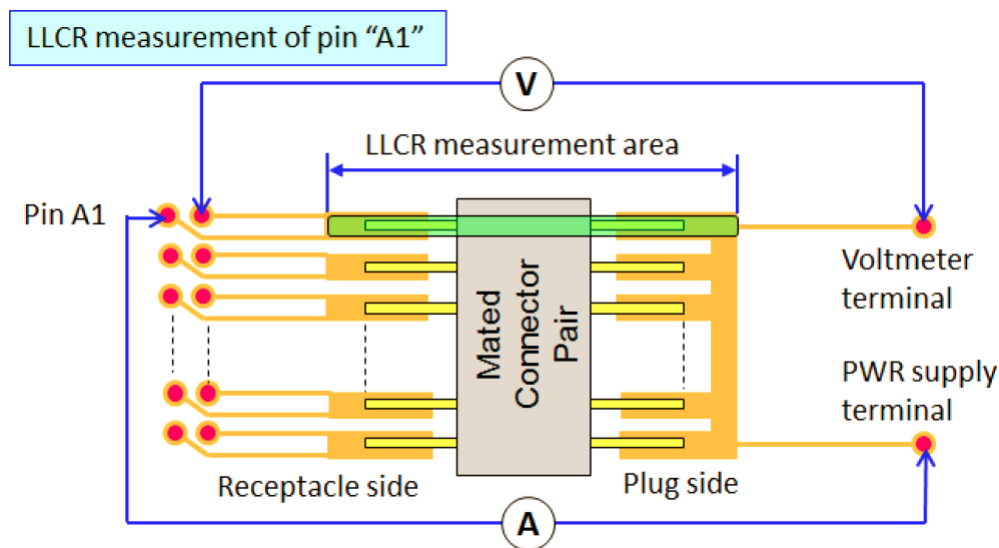 LLCR measurement of pin “A1”
V
LLCR measurement area
Pin A1
Mated
Connector
Pair
Voltmeter
terminal
PWR supply
terminal
Receptacle side
Plug side
A